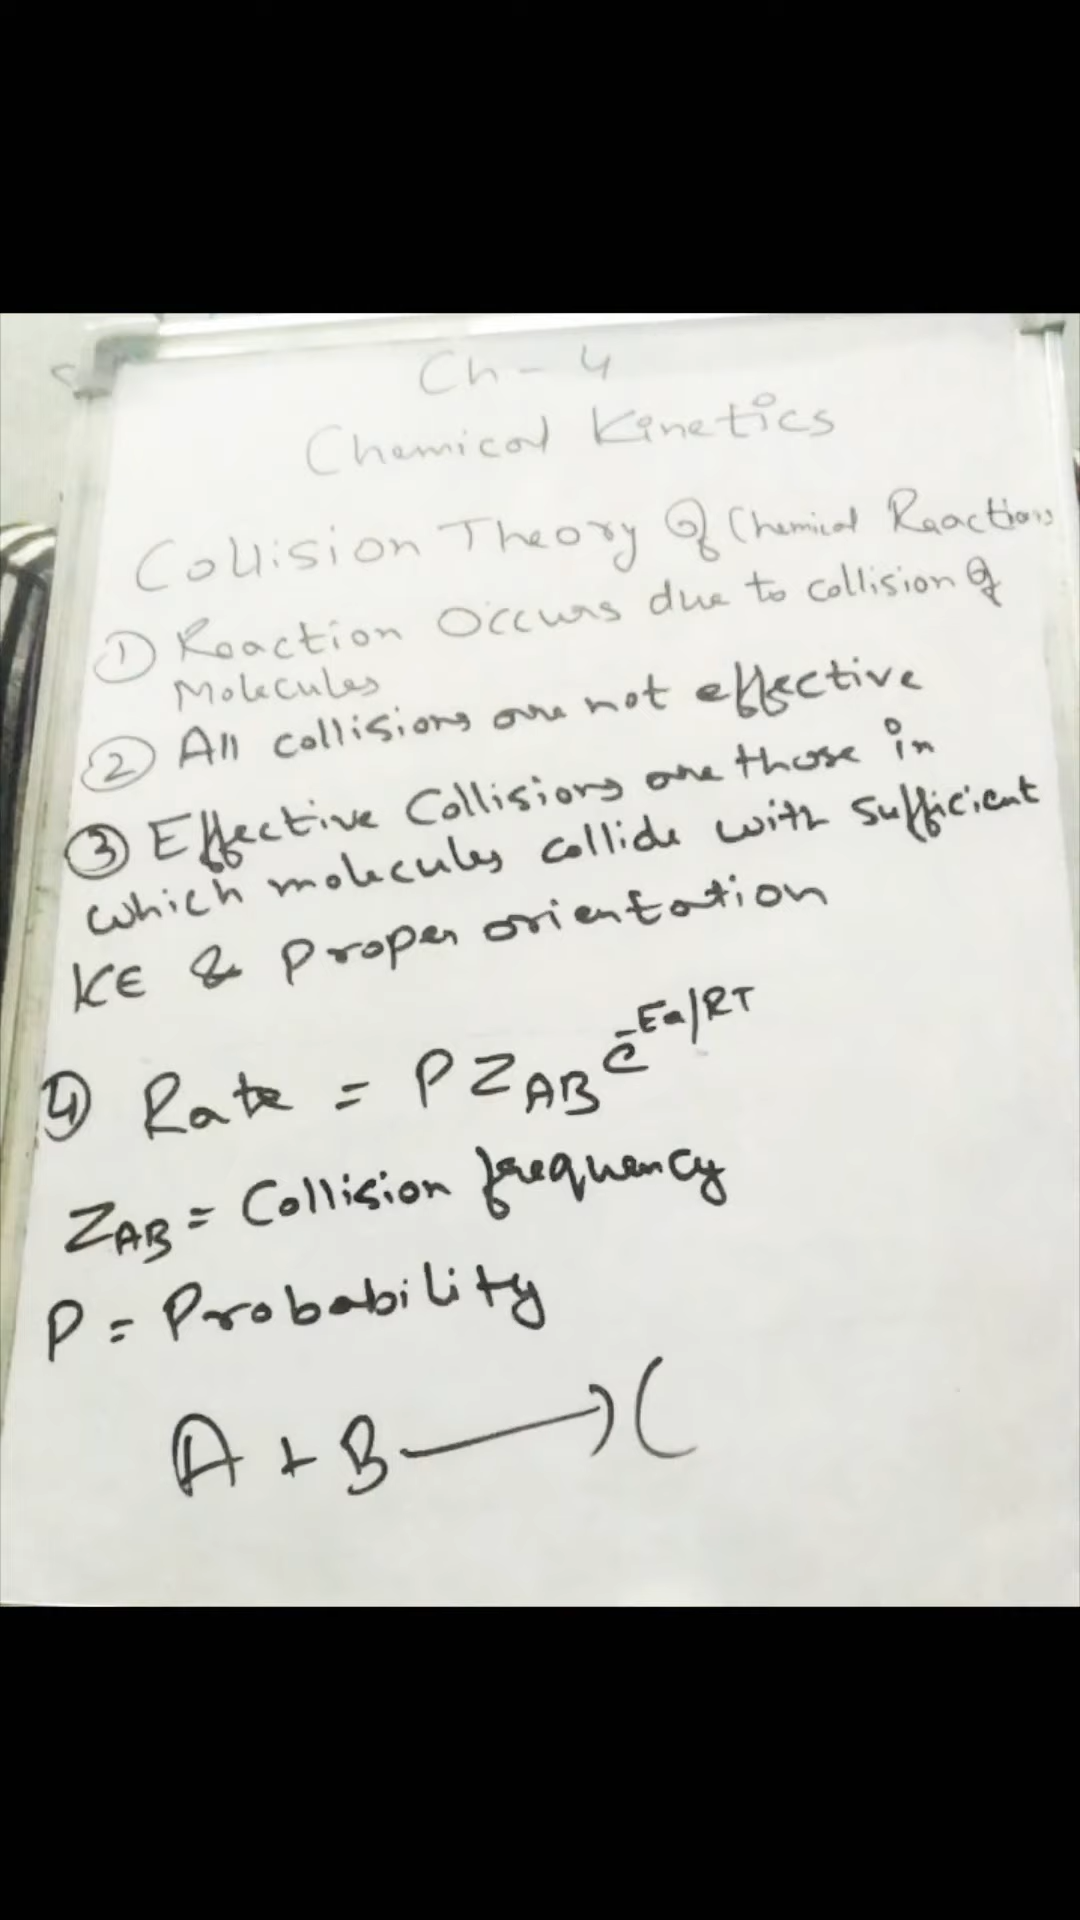 Ch - 4
Chemical Kinetics
Collision Theory Of Chemical Reactions
① Reaction Occurs due to collision Of
Molecules
② All collisions are not effective
③ Effective Collisions are those in
which molecules collide with sufficient
KE & Proper orientation
④ Rate = P Z_AB e^-Ea/RT
Z_AB = Collision frequency
P = Probability
A + B ⟶ C